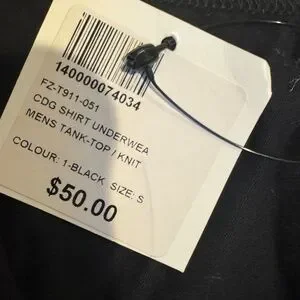 140000074034
FZ-T911-051
CDG SHIRT UNDERWEA
MENS TANK-TOP / KNIT
COLOUR: 1-BLACK SIZE: S
$50.00